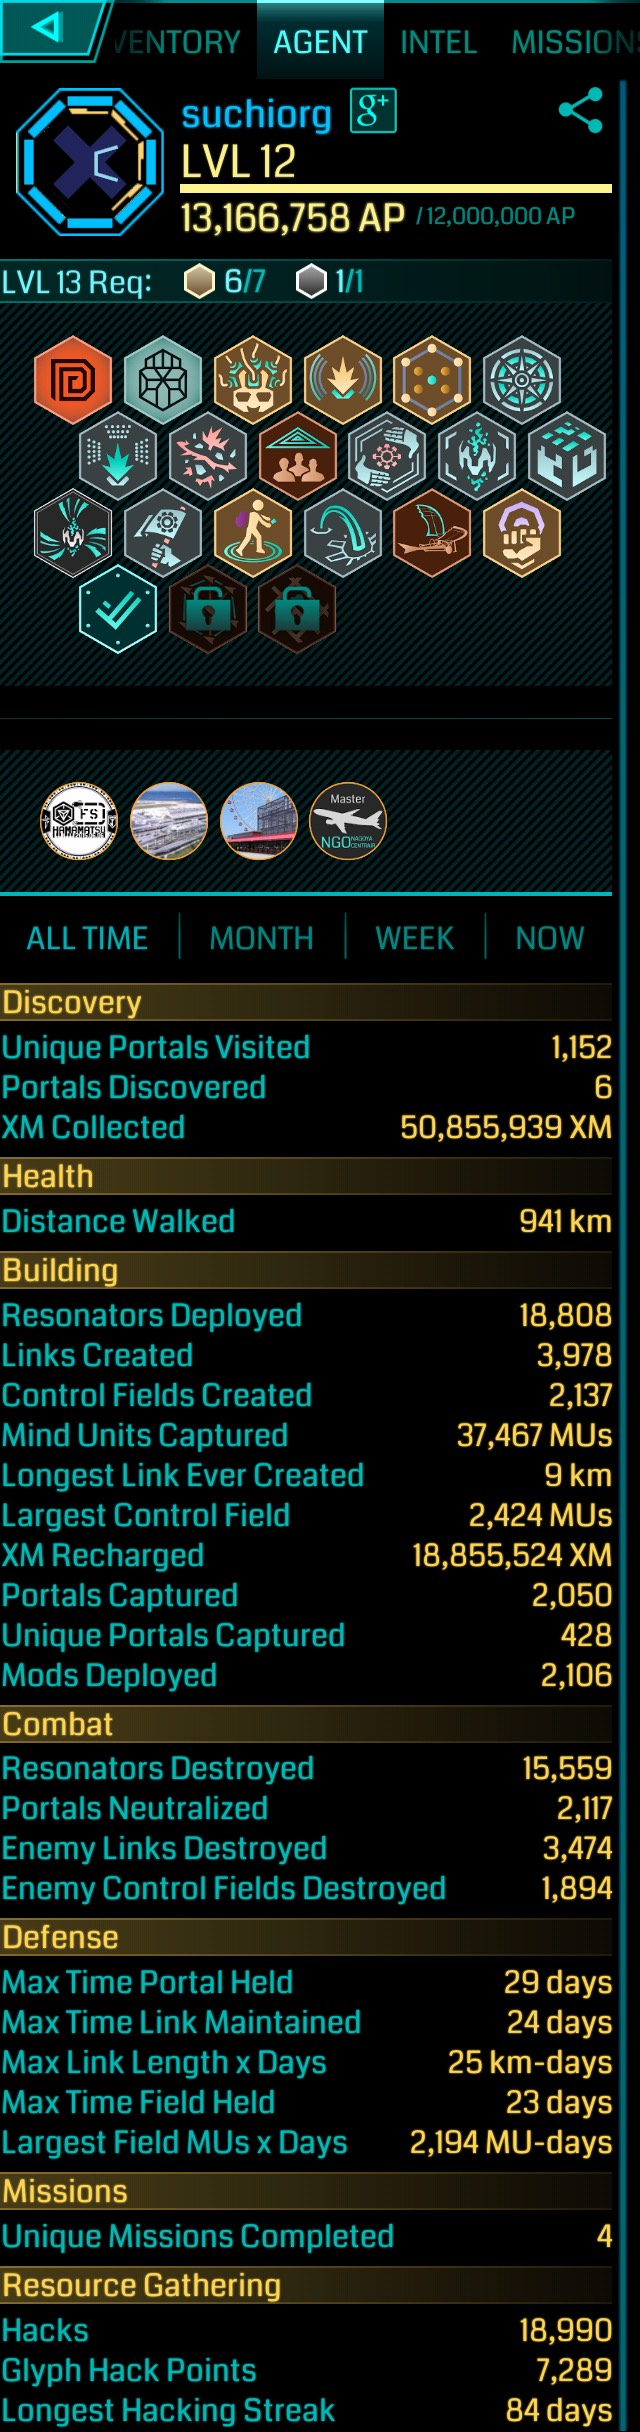 VENTORY AGENT INTEL MISSIONS
suchiorg g+
LVL 12
13,166,758 AP / 12,000,000 AP
LVL 13 Req: 6/7 1/1
FS
HAMAMATSU
Master
NGO NAGOYA
CENTRAIR
ALL TIME MONTH WEEK NOW
Discovery
Unique Portals Visited 1,152
Portals Discovered 6
XM Collected 50,855,939 XM
Health
Distance Walked 941 km
Building
Resonators Deployed 18,808
Links Created 3,978
Control Fields Created 2,137
Mind Units Captured 37,467 MUs
Longest Link Ever Created 9 km
Largest Control Field 2,424 MUs
XM Recharged 18,855,524 XM
Portals Captured 2,050
Unique Portals Captured 428
Mods Deployed 2,106
Combat
Resonators Destroyed 15,559
Portals Neutralized 2,117
Enemy Links Destroyed 3,474
Enemy Control Fields Destroyed 1,894
Defense
Max Time Portal Held 29 days
Max Time Link Maintained 24 days
Max Link Length x Days 25 km-days
Max Time Field Held 23 days
Largest Field MUs x Days 2,194 MU-days
Missions
Unique Missions Completed 4
Resource Gathering
Hacks 18,990
Glyph Hack Points 7,289
Longest Hacking Streak 84 days